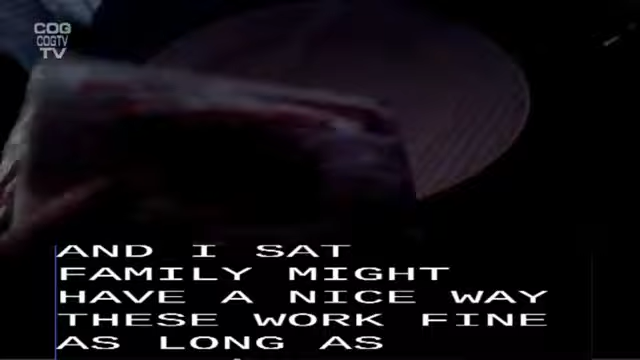 COG
COGTV
TV
AND I SAT
FAMILY MIGHT
HAVE A NICE WAY
THESE WORK FINE
AS LONG AS